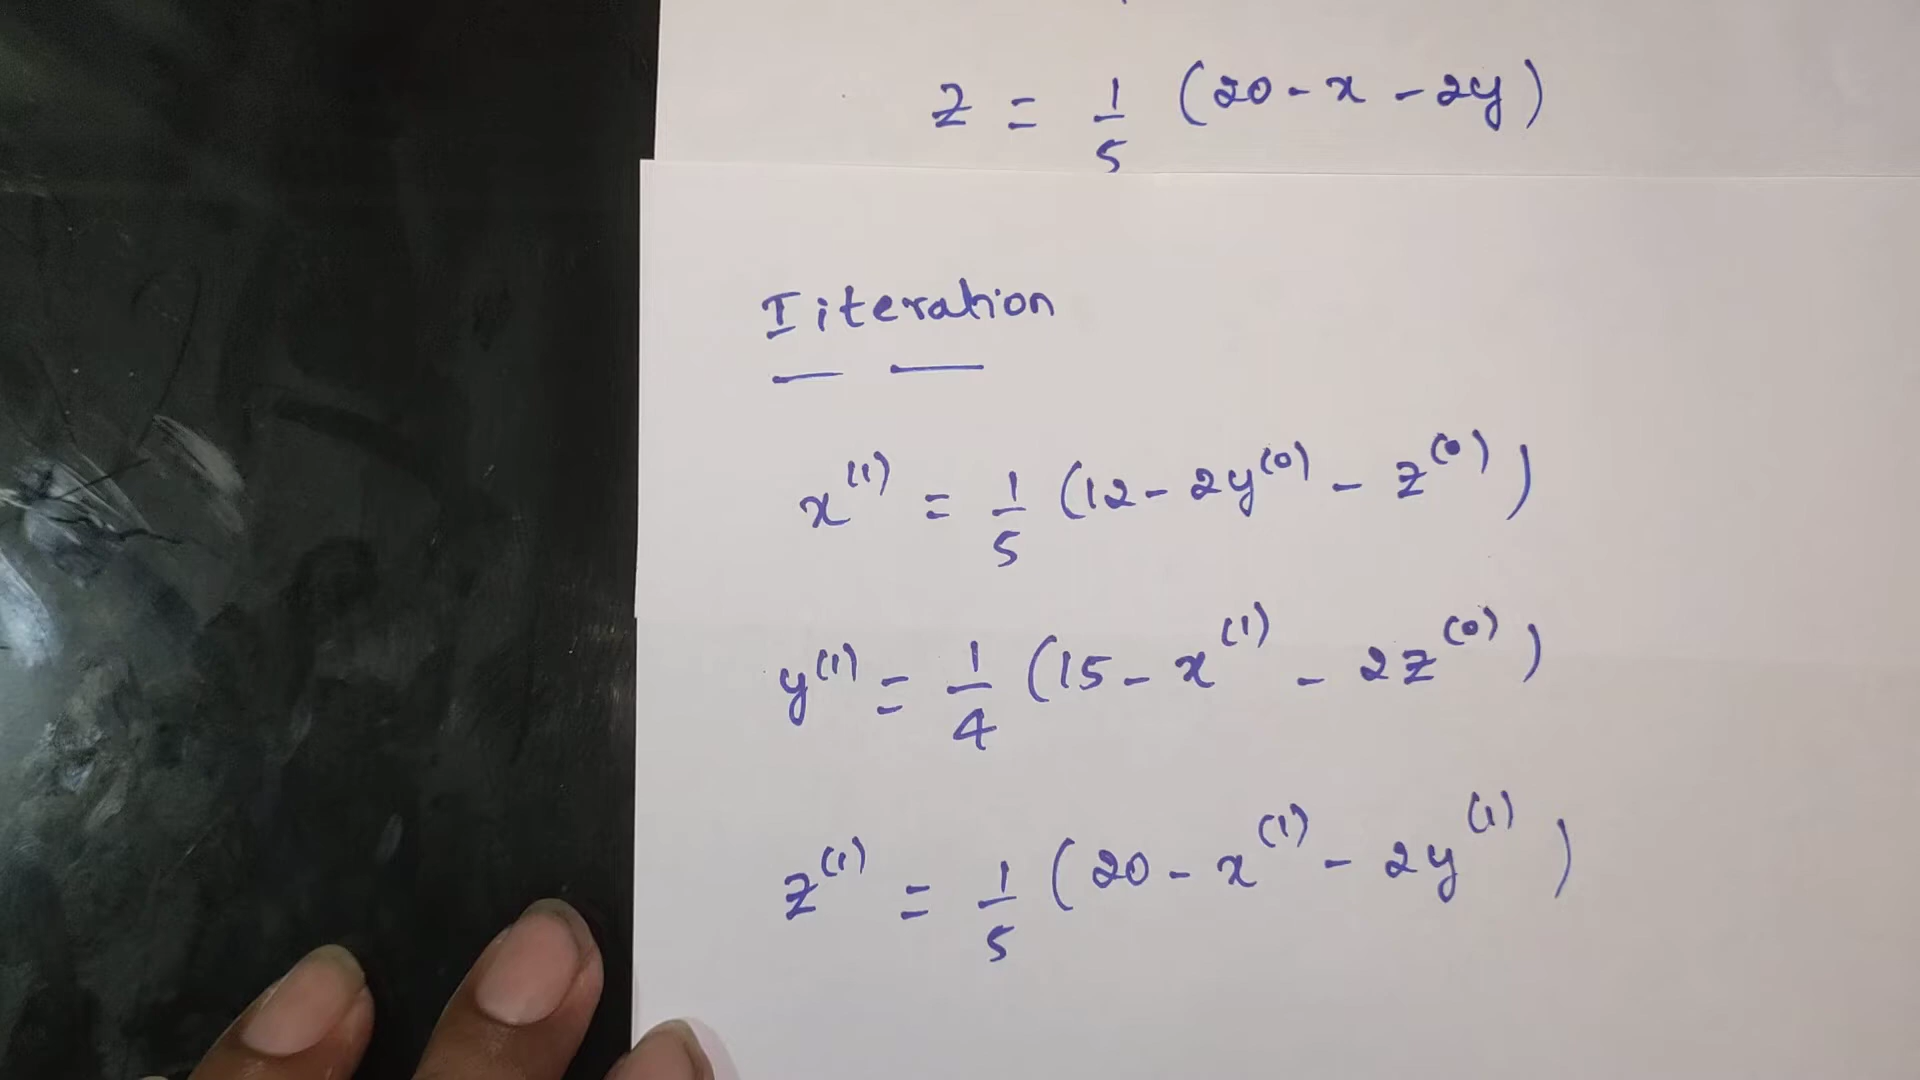 z = 1/5 (20 - x - 2y)
I iteration
x^(1) = 1/5 (12 - 2y^(0) - z^(0))
y^(1) = 1/4 (15 - x^(1) - 2z^(0))
z^(1) = 1/5 (20 - x^(1) - 2y^(1))